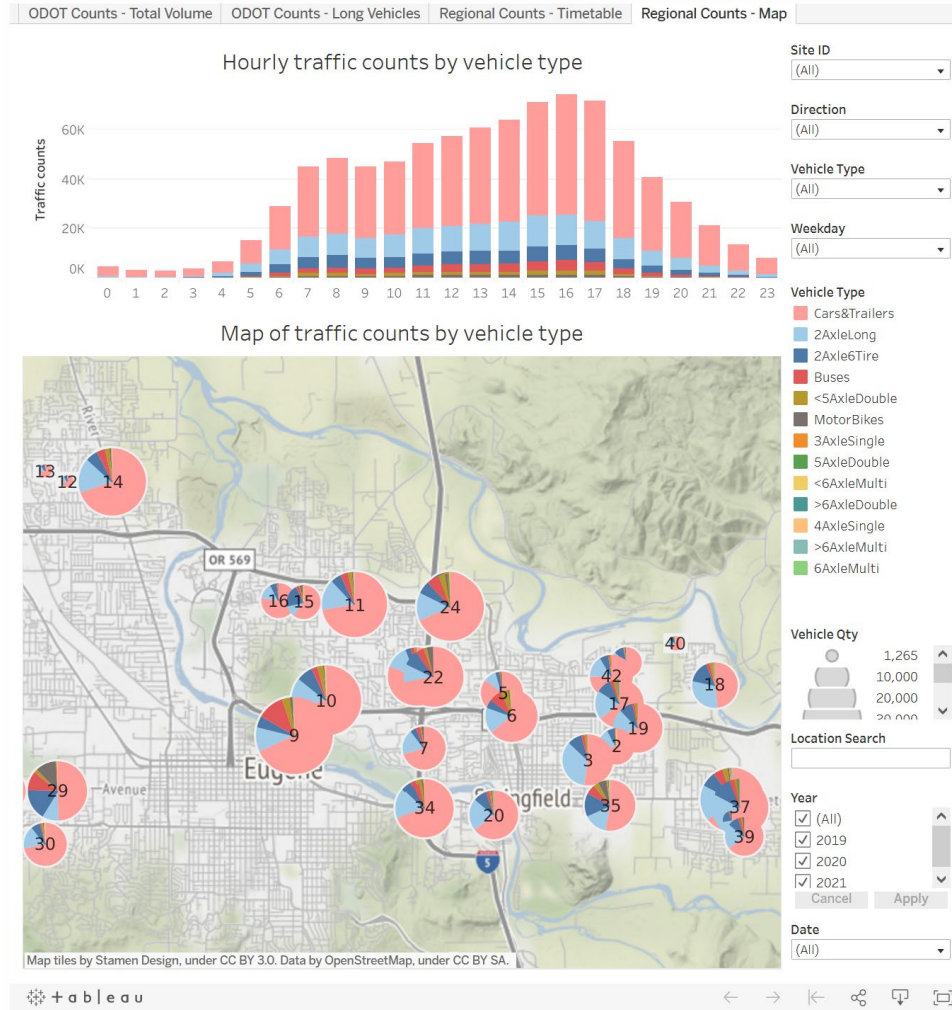 ODOT Counts - Total Volume
ODOT Counts - Long Vehicles
Regional Counts - Timetable
Regional Counts - Map
Hourly traffic counts by vehicle type
Traffic counts
60K
40K
20K
0K
0 1 2 3 4 5 6 7 8 9 10 11 12 13 14 15 16 17 18 19 20 21 22 23
Map of traffic counts by vehicle type
River
13
12
14
OR 569
16
15
11
24
40
22
42
18
5
10
17
6
19
9
7
2
3
Eugene
29
Avenue
34
Springfield
35
37
20
39
30
5
Map tiles by Stamen Design, under CC BY 3.0. Data by OpenStreetMap, under CC BY SA.
Site ID
(All)
Direction
(All)
Vehicle Type
(All)
Weekday
(All)
Vehicle Type
Cars&Trailers
2AxleLong
2Axle6Tire
Buses
<5AxleDouble
MotorBikes
3AxleSingle
5AxleDouble
<6AxleMulti
>6AxleDouble
4AxleSingle
>6AxleMulti
6AxleMulti
Vehicle Qty
1,265
10,000
20,000
Location Search
Year
(All)
2019
2020
2021
Cancel
Apply
Date
(All)
+ableau